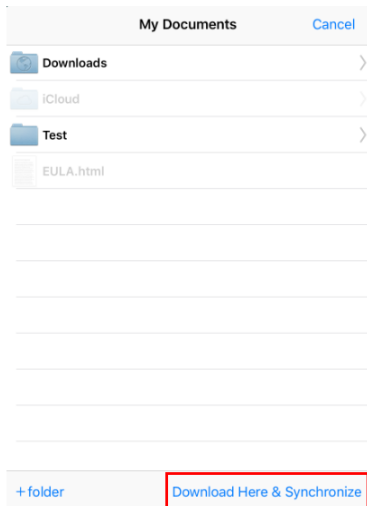 My Documents
Cancel
Downloads
iCloud
Test
EULA.html
+folder
Download Here & Synchronize